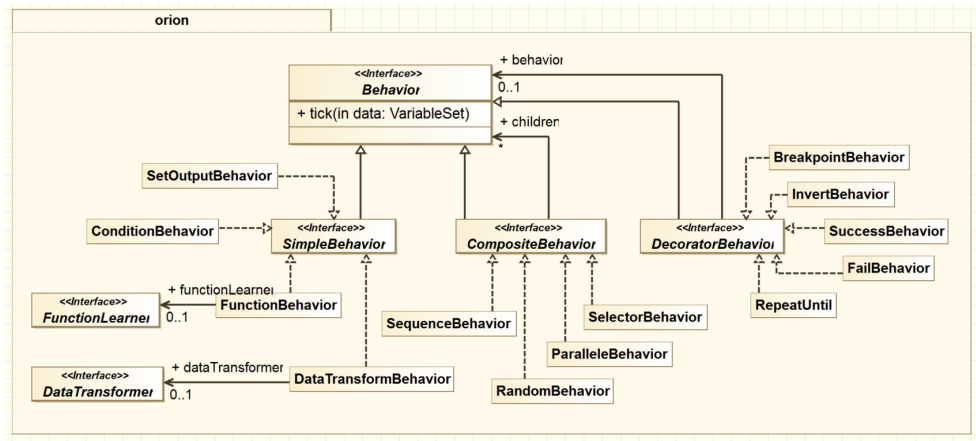 orion
+ behavior
<<Interface>>
Behavior
0..1
+ tick(in data: VariableSet)
+ children
*
BreakpointBehavior
SetOutputBehavior
InvertBehavior
ConditionBehavior
<<Interface>>
SimpleBehavior
<<Interface>>
CompositeBehavior
<<Interface>>
DecoratorBehavior
SuccessBehavior
FailBehavior
+ functionLearner
<<Interface>>
FunctionLearner
0..1
FunctionBehavior
RepeatUntil
SequenceBehavior
SelectorBehavior
ParalleleBehavior
+ dataTransformer
<<Interface>>
DataTransformer
0..1
DataTransformBehavior
RandomBehavior